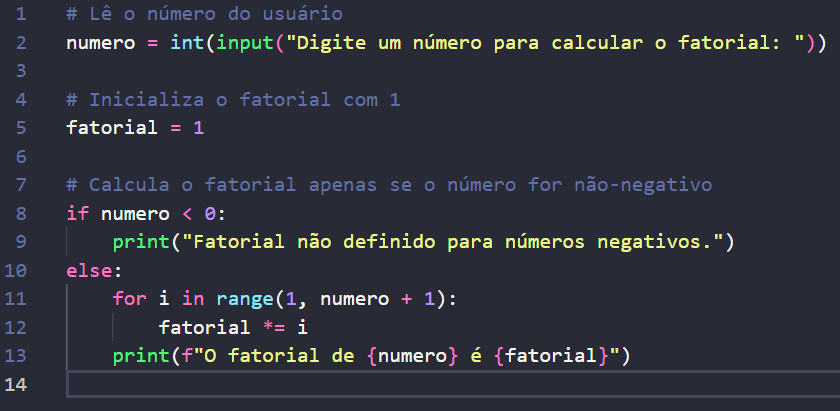 1 # Lê o número do usuário
2 numero = int(input("Digite um número para calcular o fatorial: "))
3
4 # Inicializa o fatorial com 1
5 fatorial = 1
6
7 # Calcula o fatorial apenas se o número for não-negativo
8 if numero < 0:
9     print("Fatorial não definido para números negativos.")
10 else:
11     for i in range(1, numero + 1):
12         fatorial *= i
13     print(f"O fatorial de {numero} é {fatorial}")
14